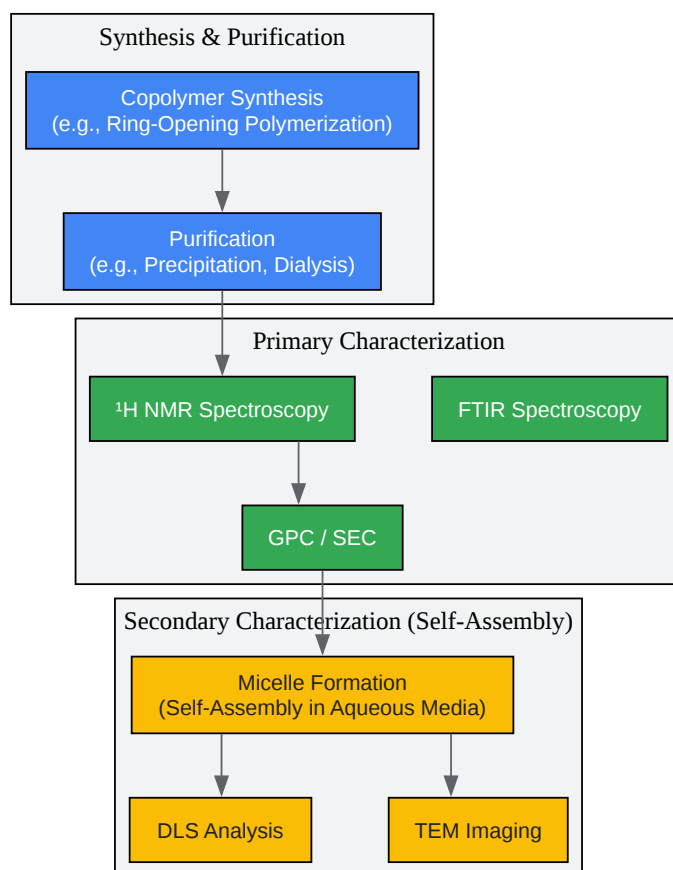 Synthesis & Purification
Copolymer Synthesis
(e.g., Ring-Opening Polymerization)
Purification
(e.g., Precipitation, Dialysis)
Primary Characterization
¹H NMR Spectroscopy
FTIR Spectroscopy
GPC / SEC
Secondary Characterization (Self-Assembly)
Micelle Formation
(Self-Assembly in Aqueous Media)
DLS Analysis
TEM Imaging